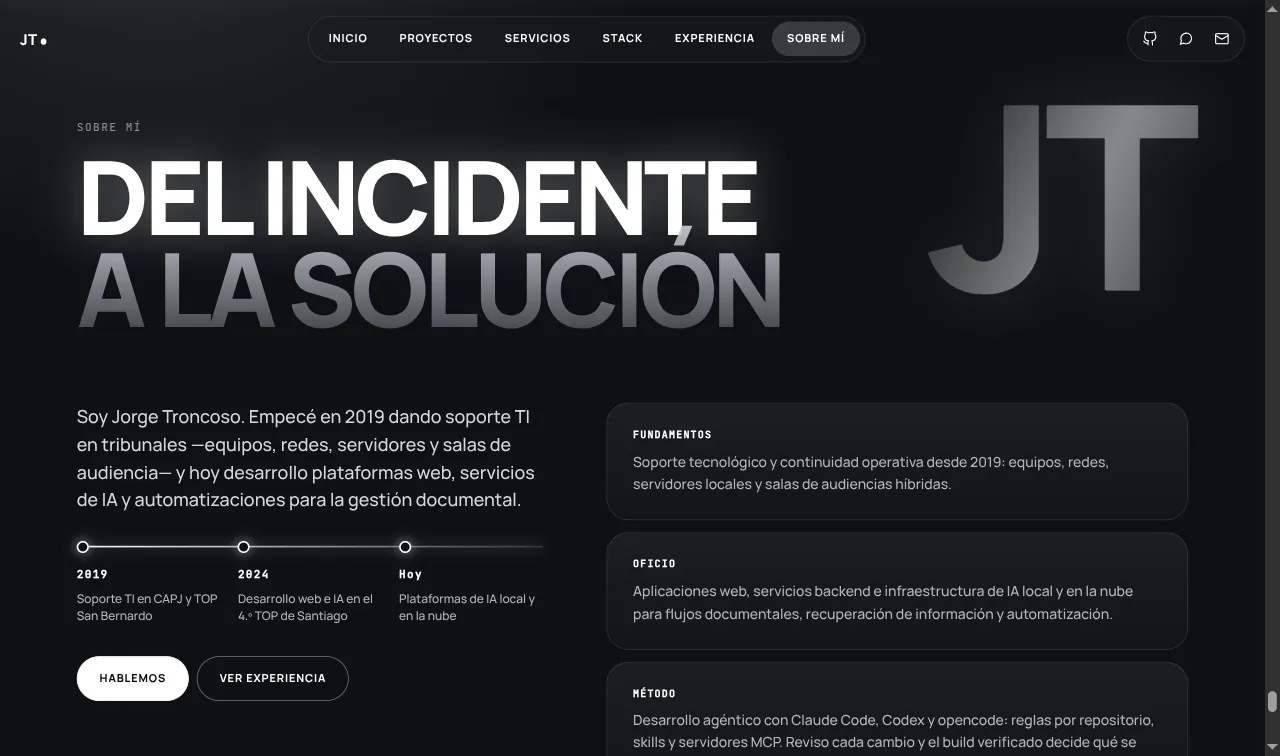 JT
INICIO PROYECTOS SERVICIOS STACK EXPERIENCIA SOBRE MÍ
SOBRE MÍ
DEL INCIDENTE
A LA SOLUCIÓN
JT
Soy Jorge Troncoso. Empecé en 2019 dando soporte TI
en tribunales —equipos, redes, servidores y salas de
audiencia— y hoy desarrollo plataformas web, servicios
de IA y automatizaciones para la gestión documental.
2019
Soporte TI en CAPJ y TOP
San Bernardo
2024
Desarrollo web e IA en el
4.º TOP de Santiago
Hoy
Plataformas de IA local y
en la nube
HABLEMOS
VER EXPERIENCIA
FUNDAMENTOS
Soporte tecnológico y continuidad operativa desde 2019: equipos, redes,
servidores locales y salas de audiencias híbridas.
OFICIO
Aplicaciones web, servicios backend e infraestructura de IA local y en la nube
para flujos documentales, recuperación de información y automatización.
MÉTODO
Desarrollo agéntico con Claude Code, Codex y opencode: reglas por repositorio,
skills y servidores MCP. Reviso cada cambio y el build verificado decide qué se